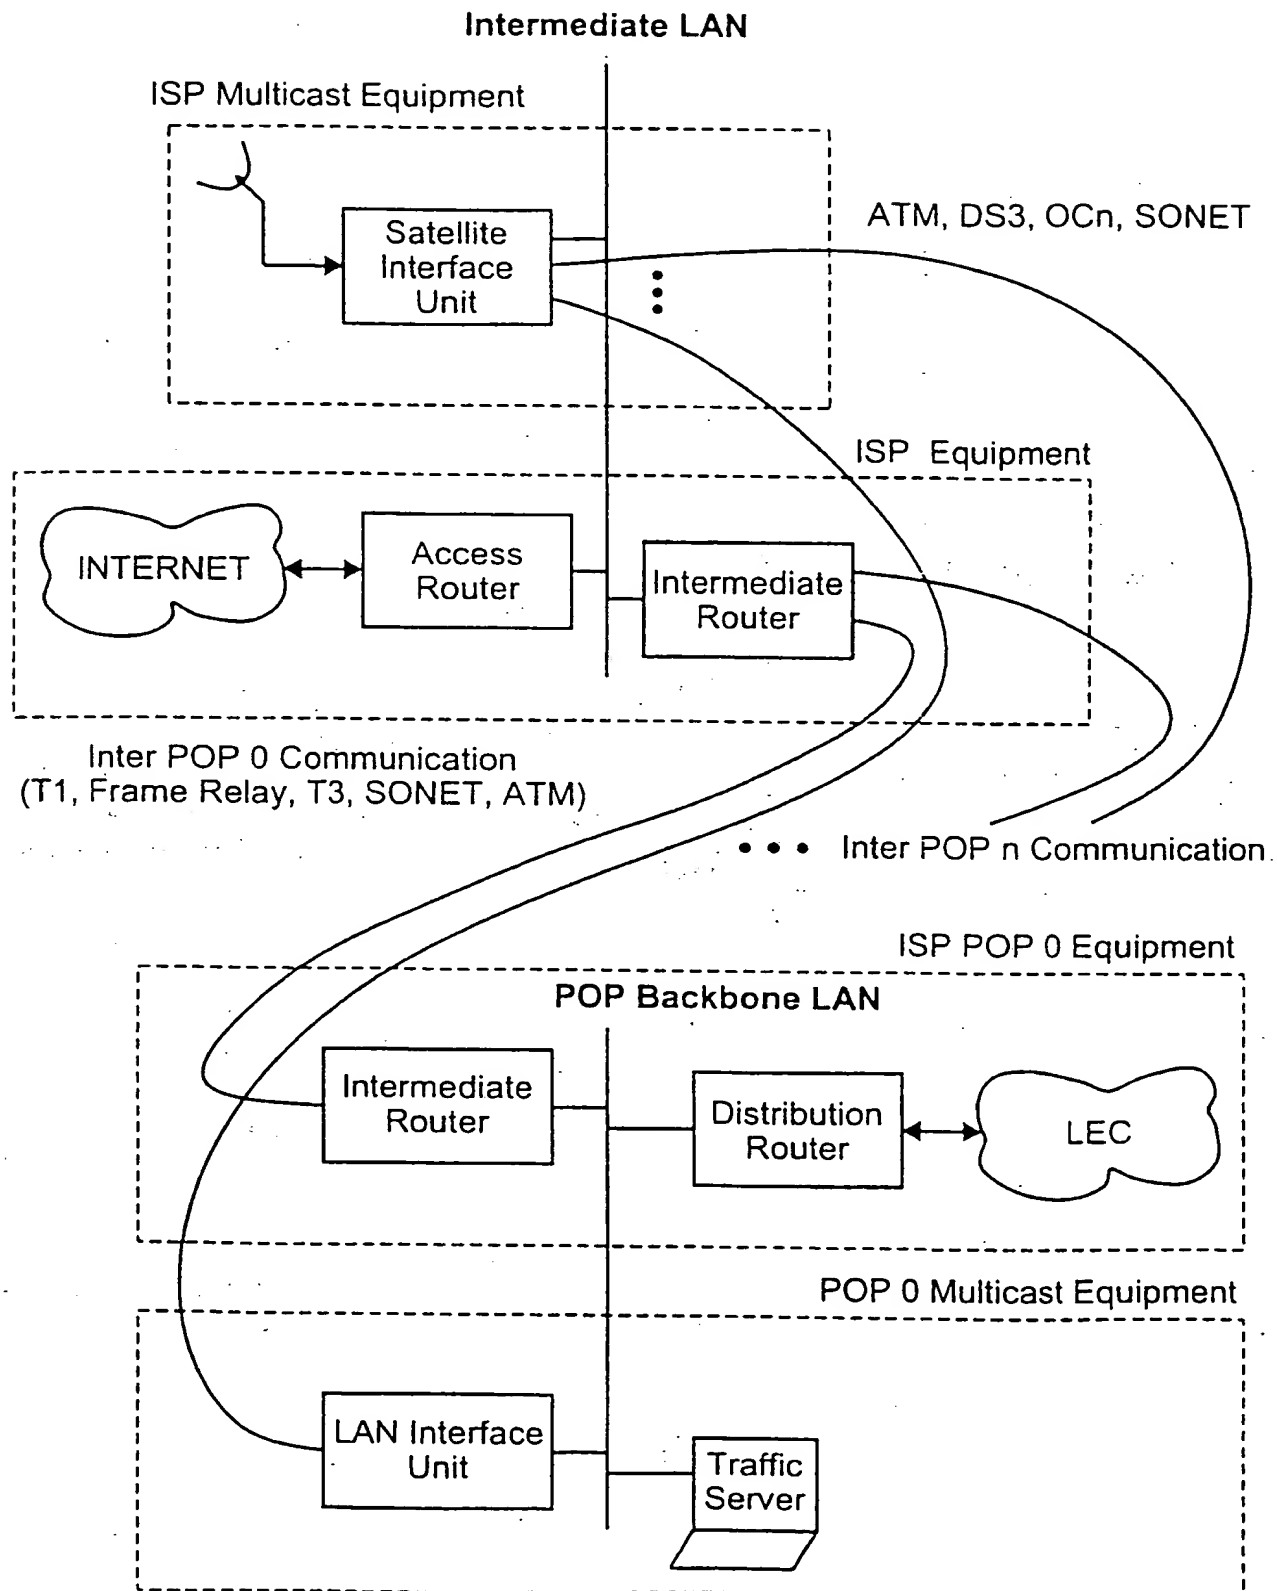 Intermediate LAN
ISP Multicast Equipment
ATM, DS3, OCn, SONET
Satellite
Interface
Unit
ISP Equipment
INTERNET
Access
Router
Intermediate
Router
Inter POP 0 Communication
(T1, Frame Relay, T3, SONET, ATM)
Inter POP n Communication
ISP POP 0 Equipment
POP Backbone LAN
Intermediate
Router
Distribution
Router
LEC
POP 0 Multicast Equipment
LAN Interface
Unit
Traffic
Server